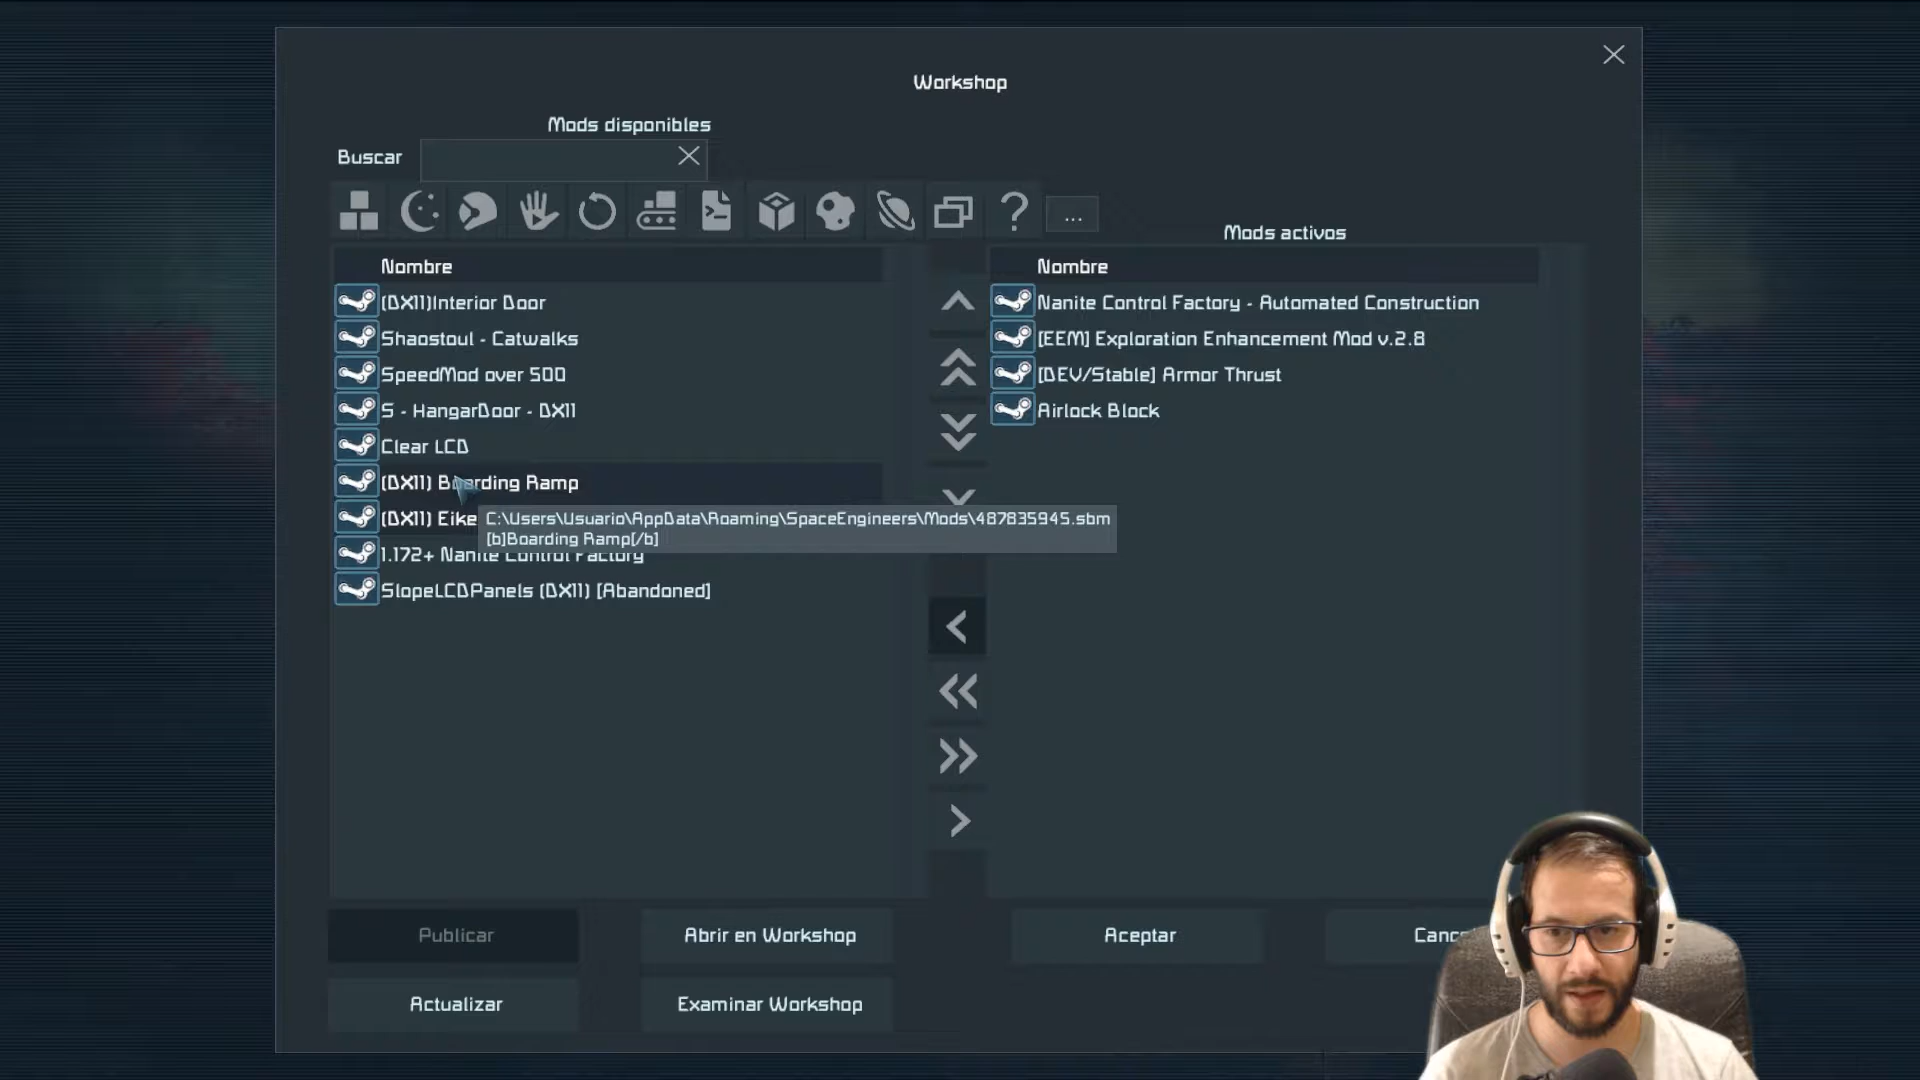 Workshop
Mods disponibles
Buscar
...
Mods activos
Nombre
(DX11)Interior Door
Shaostoul - Catwalks
SpeedMod over 500
S - HangarDoor - DX11
Clear LCD
(DX11) Boarding Ramp
(DX11) Eike
C:\Users\Usuario\AppData\Roaming\SpaceEngineers\Mods\487835945.sbm
[b]Boarding Ramp[/b]
1.172+ Nanite Control Factory
SlopeLCDPanels (DX11) [Abandoned]
Nombre
Nanite Control Factory - Automated Construction
[EEM] Exploration Enhancement Mod v.2.8
[DEV/Stable] Armor Thrust
Airlock Block
Publicar
Abrir en Workshop
Aceptar
Canc
Actualizar
Examinar Workshop